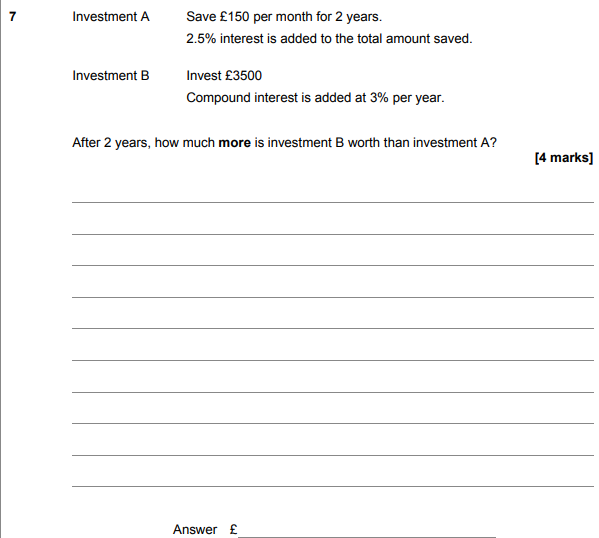 7 Investment A Save £150 per month for 2 years.
2.5% interest is added to the total amount saved.
Investment B Invest £3500
Compound interest is added at 3% per year.
After 2 years, how much more is investment B worth than investment A?
[4 marks]
Answer £